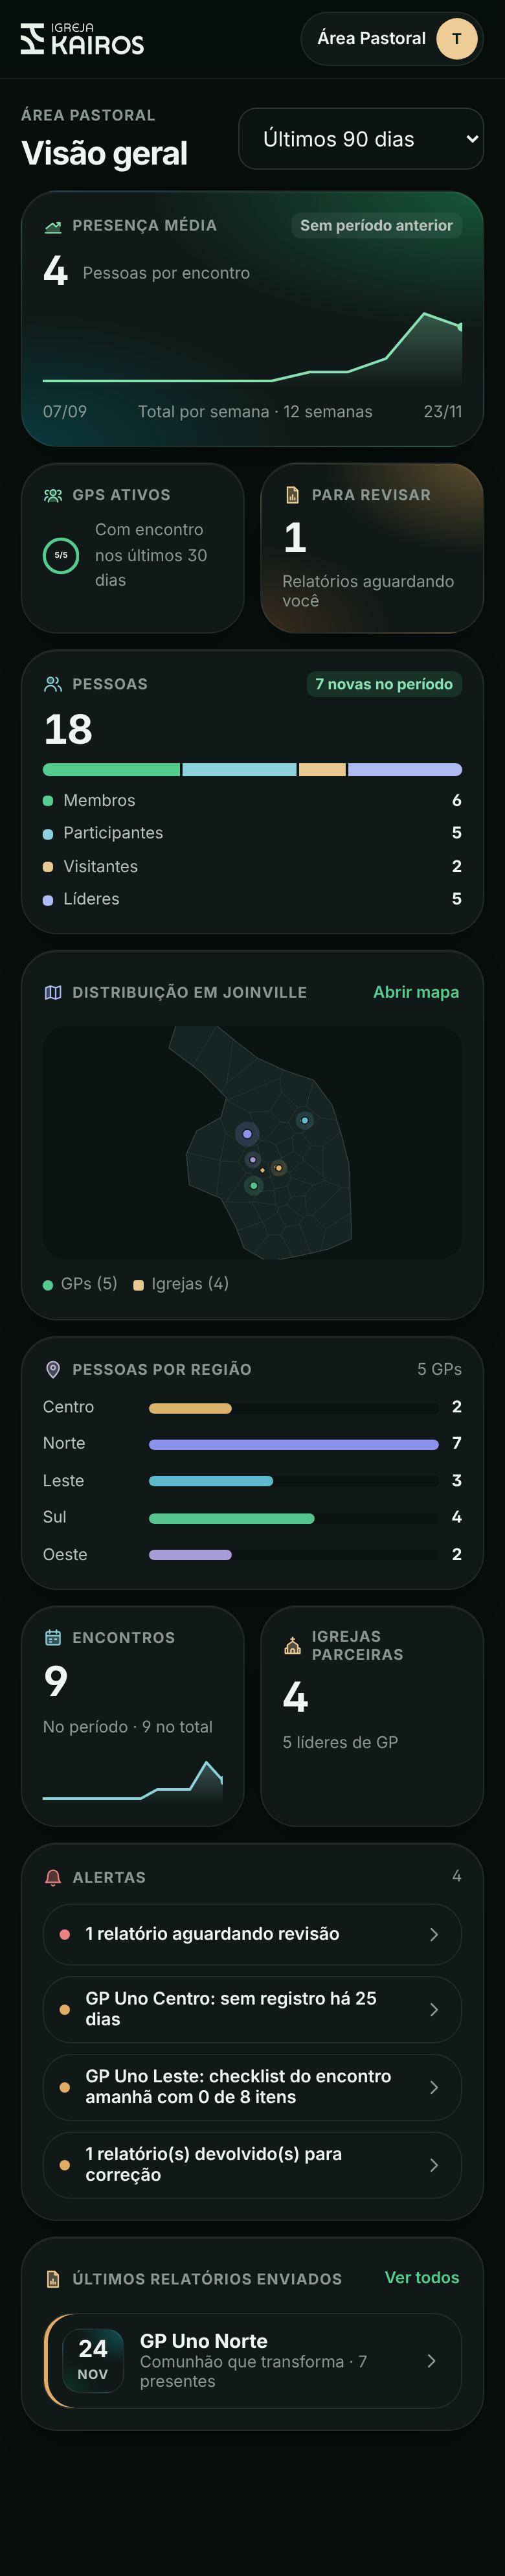 IGREJA
KAIROS
Área Pastoral
T
ÁREA PASTORAL
Visão geral
Últimos 90 dias
PRESENÇA MÉDIA
Sem período anterior
4 Pessoas por encontro
07/09 Total por semana · 12 semanas 23/11
GPS ATIVOS
5/5
Com encontro
nos últimos 30
dias
PARA REVISAR
1
Relatórios aguardando
você
PESSOAS
7 novas no período
18
Membros 6
Participantes 5
Visitantes 2
Líderes 5
DISTRIBUIÇÃO EM JOINVILLE
Abrir mapa
GPs (5) Igrejas (4)
PESSOAS POR REGIÃO
5 GPs
Centro 2
Norte 7
Leste 3
Sul 4
Oeste 2
ENCONTROS
9
No período · 9 no total
IGREJAS
PARCEIRAS
4
5 líderes de GP
ALERTAS
4
1 relatório aguardando revisão
GP Uno Centro: sem registro há 25
dias
GP Uno Leste: checklist do encontro
amanhã com 0 de 8 itens
1 relatório(s) devolvido(s) para
correção
ÚLTIMOS RELATÓRIOS ENVIADOS
Ver todos
24
NOV
GP Uno Norte
Comunhão que transforma · 7
presentes